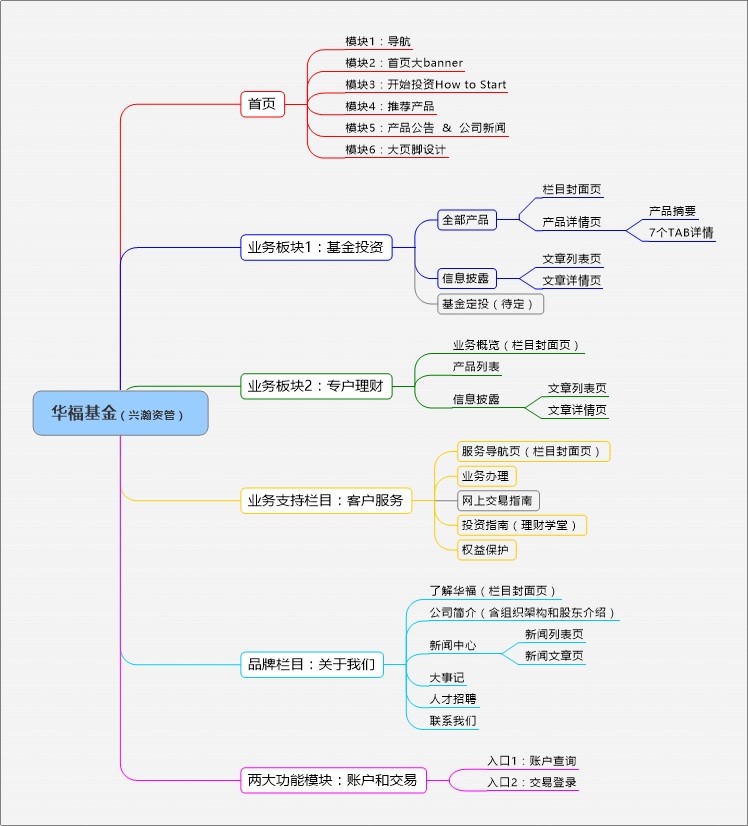 华福基金（兴瀚资管）
首页
模块1：导航
模块2：首页大banner
模块3：开始投资How to Start
模块4：推荐产品
模块5：产品公告 & 公司新闻
模块6：大页脚设计
业务板块1：基金投资
全部产品
栏目封面页
产品详情页
产品摘要
7个TAB详情
信息披露
文章列表页
文章详情页
基金定投（待定）
业务板块2：专户理财
业务概览（栏目封面页）
产品列表
信息披露
文章列表页
文章详情页
业务支持栏目：客户服务
服务导航页（栏目封面页）
业务办理
网上交易指南
投资指南（理财学堂）
权益保护
品牌栏目：关于我们
了解华福（栏目封面页）
公司简介（含组织架构和股东介绍）
新闻中心
新闻列表页
新闻文章页
大事记
人才招聘
联系我们
两大功能模块：账户和交易
入口1：账户查询
入口2：交易登录